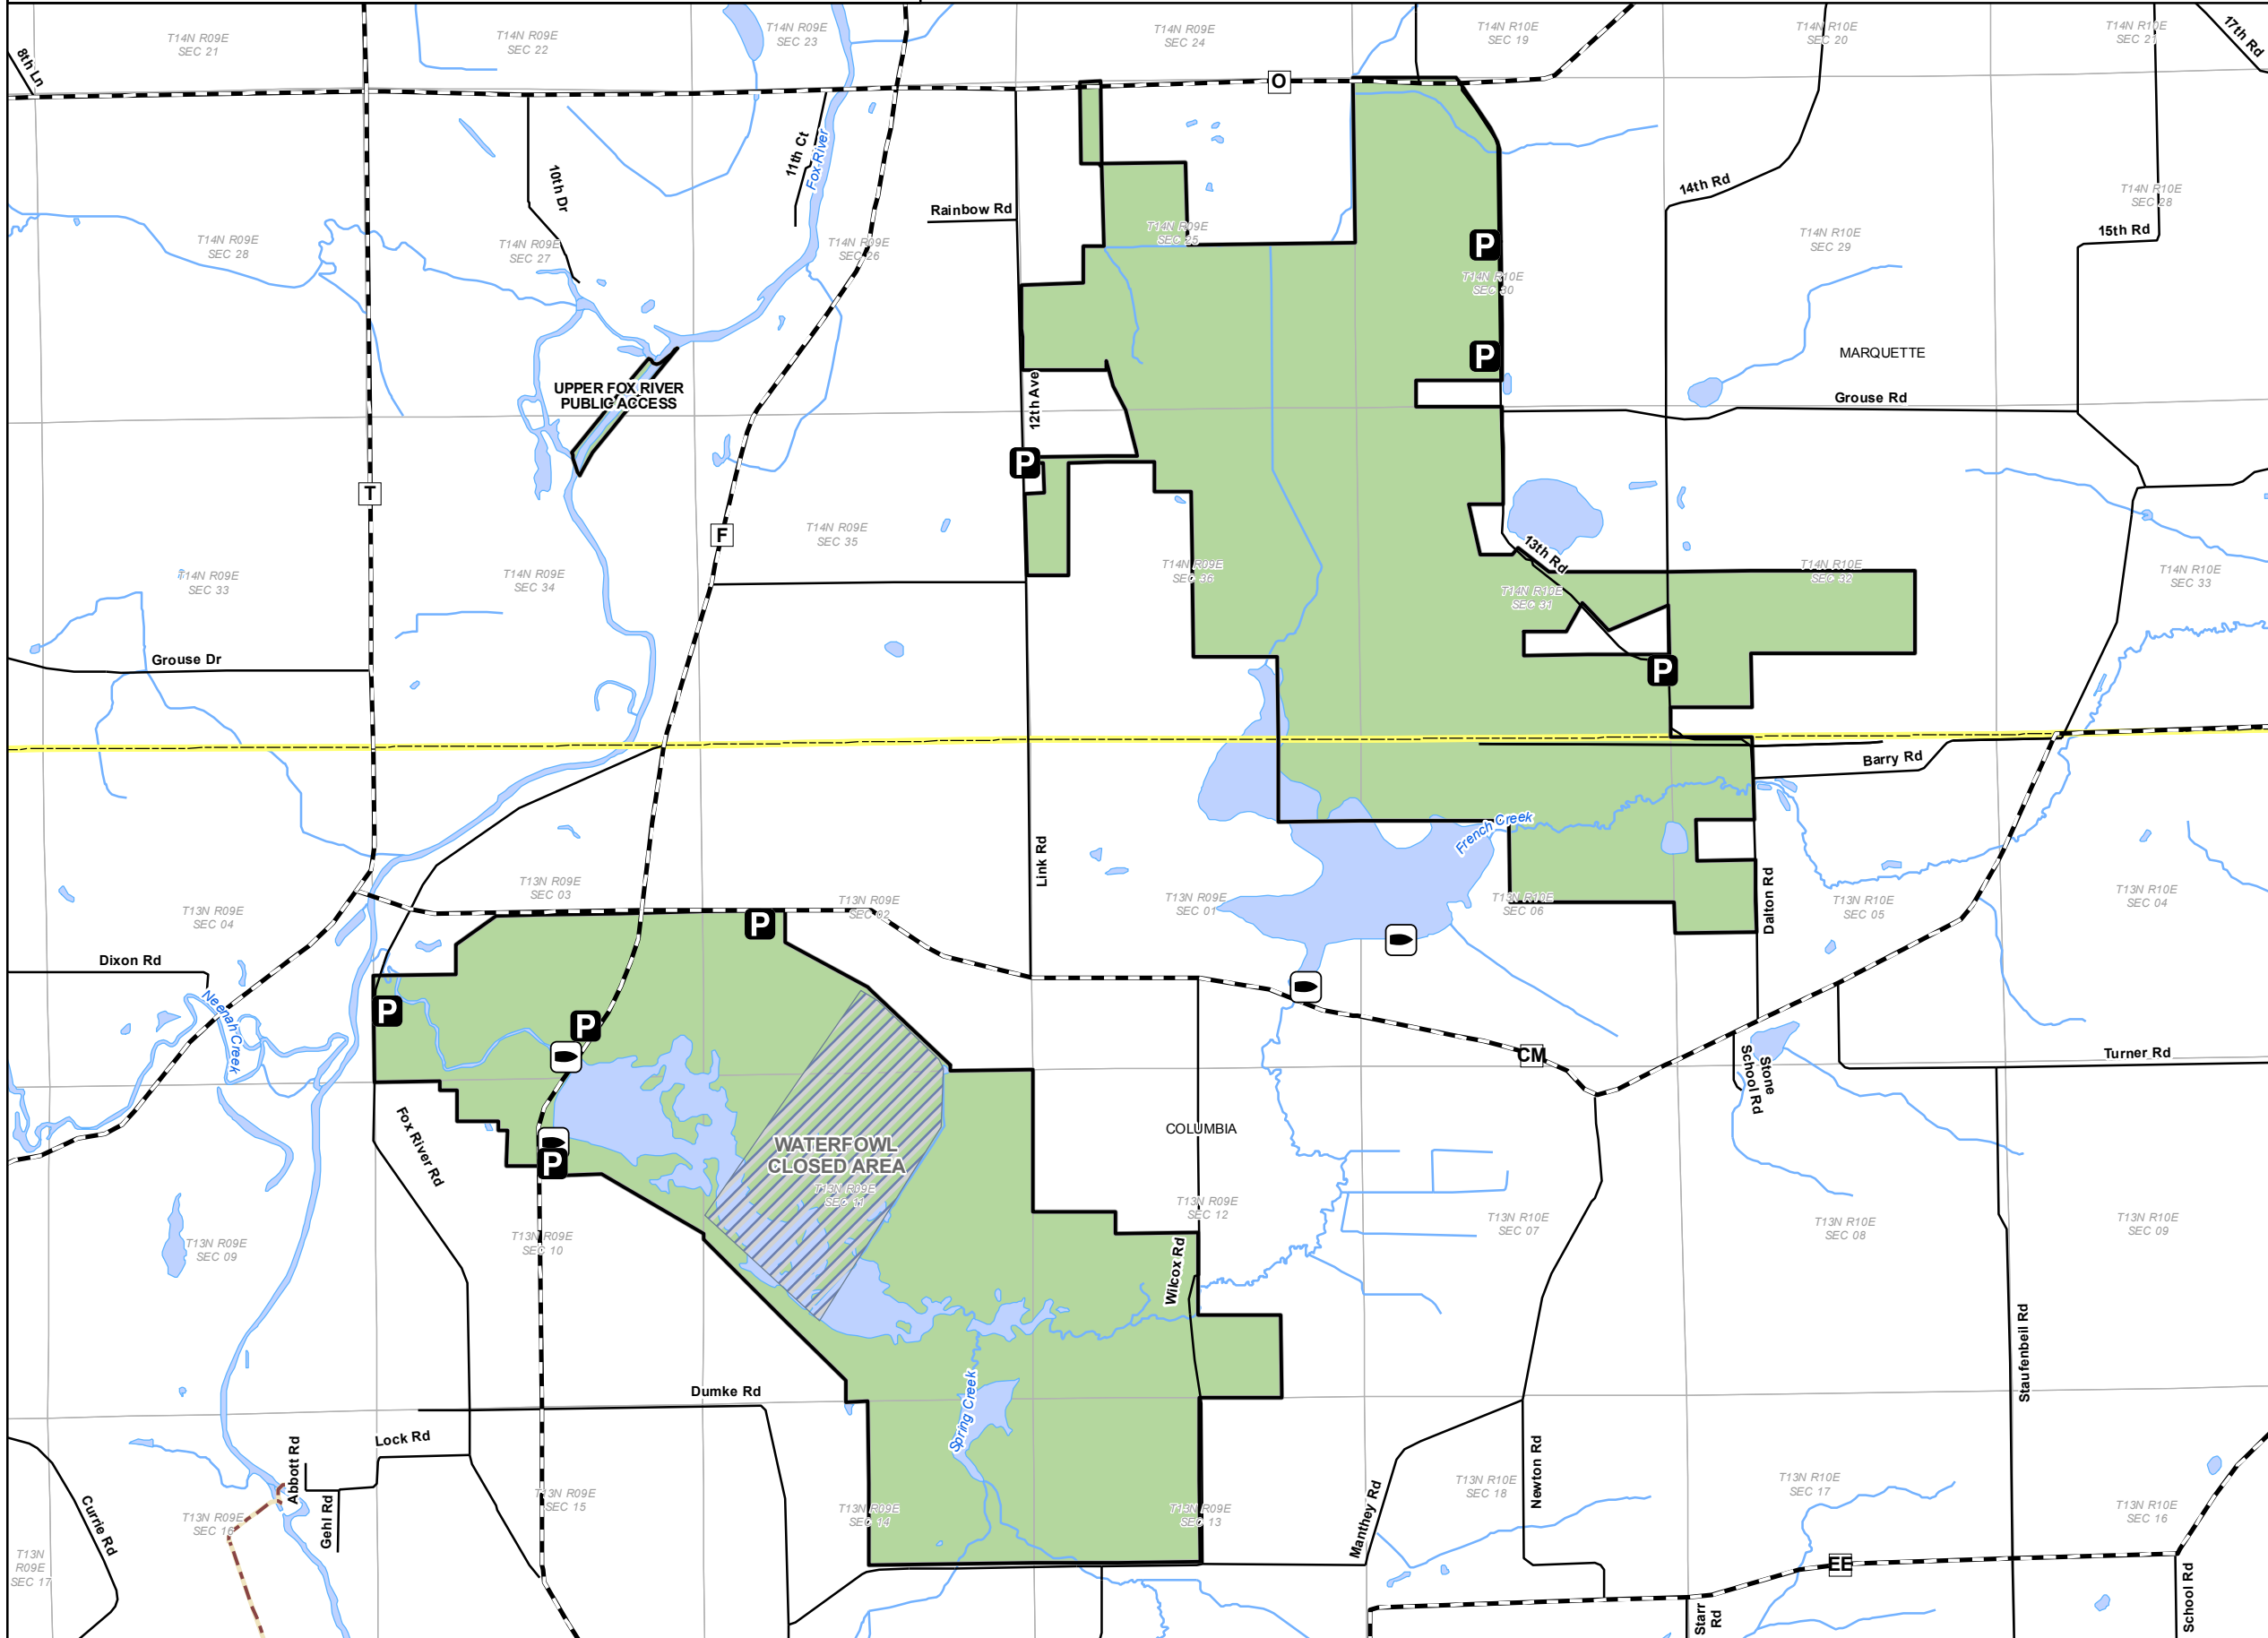 T14N R09E
SEC 21
T14N R09E
SEC 22
T14N R09E
SEC 23
T14N R09E
SEC 24
T14N R10E
SEC 19
T14N R10E
SEC 20
T14N R10E
SEC 21
17th Rd
8th Ln
O
11th Ct
Fox River
10th Dr
Rainbow Rd
14th Rd
T14N R10E
SEC 28
15th Rd
T14N R09E
SEC 28
T14N R09E
SEC 27
T14N R09E
SEC 26
T14N R09E
SEC 25
T14N R10E
SEC 29
P
T14N R10E
SEC 30
P
MARQUETTE
UPPER FOX RIVER
PUBLIC ACCESS
12th Ave
Grouse Rd
P
T
F
T14N R09E
SEC 35
13th Rd
T14N R09E
SEC 33
T14N R09E
SEC 34
T14N R09E
SEC 36
T14N R10E
SEC 31
T14N R10E
SEC 32
T14N R10E
SEC 33
Grouse Dr
P
Barry Rd
French Creek
Link Rd
T13N R09E
SEC 04
T13N R09E
SEC 03
T13N R09E
SEC 02
T13N R09E
SEC 01
T13N R10E
SEC 06
Dalton Rd
T13N R10E
SEC 05
T13N R10E
SEC 04
P
Dixon Rd
Neenah Creek
P
P
CM
Stone
School Rd
Turner Rd
Fox River Rd
P
WATERFOWL
CLOSED AREA
T13N R09E
SEC 11
COLUMBIA
T13N R09E
SEC 12
T13N R10E
SEC 07
T13N R10E
SEC 08
T13N R10E
SEC 09
T13N R09E
SEC 09
T13N R09E
SEC 10
Wilcox Rd
Staufenbeil Rd
Dumke Rd
Spring Creek
Lock Rd
Abbott Rd
Gehl Rd
Currie Rd
T13N R09E
SEC 16
T13N
R09E
SEC 17
T13N R09E
SEC 15
T13N R09E
SEC 14
T13N R09E
SEC 13
Manthey Rd
T13N R10E
SEC 18
Newton Rd
T13N R10E
SEC 17
T13N R10E
SEC 16
EE
Starr
Rd
School Rd